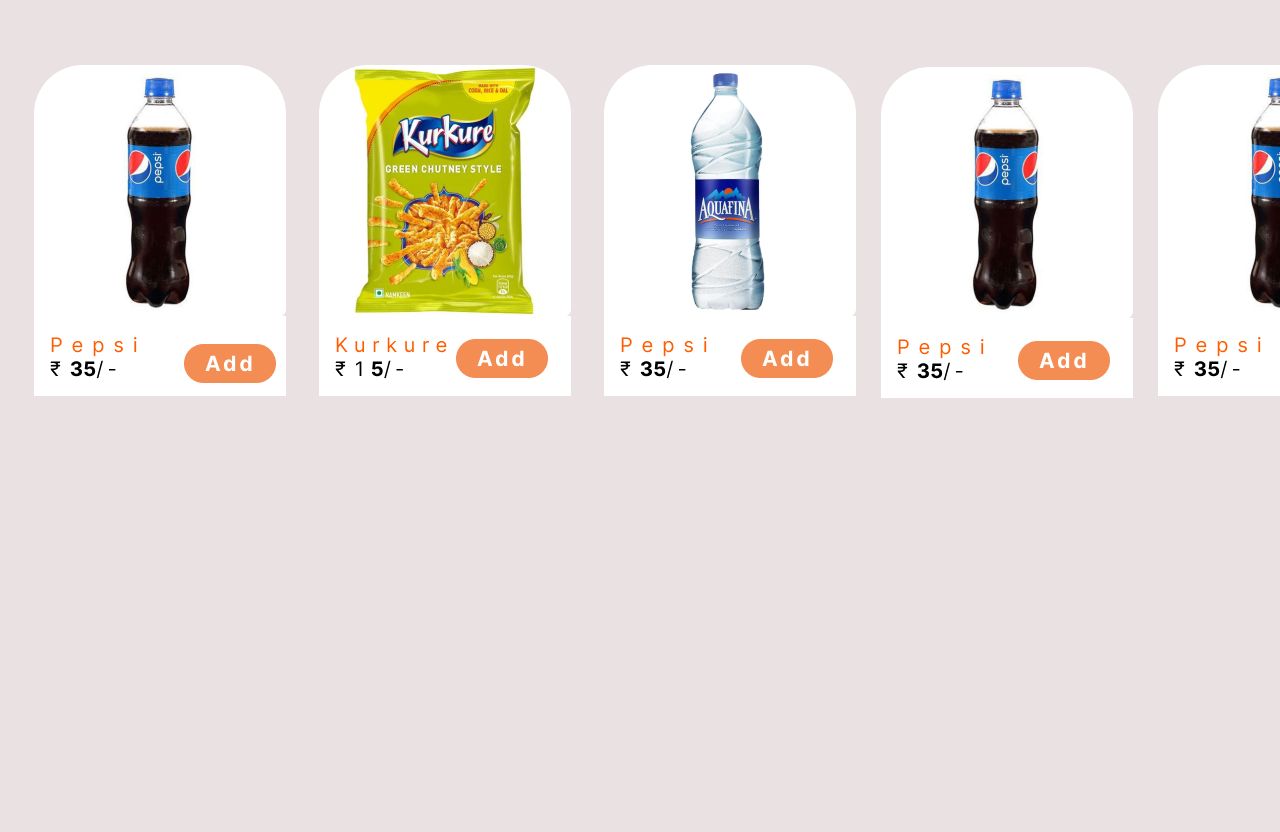 pepsi
MADE WITH
CORN, RICE & DAL
Kurkure
GREEN CHUTNEY STYLE
NAMKEEN
AQUAFINA
pepsi
Pepsi
₹ 35/-
Add
Kurkure
₹ 15/-
Add
Pepsi
₹ 35/-
Add
Pepsi
₹ 35/-
Add
Pepsi
₹ 35/-